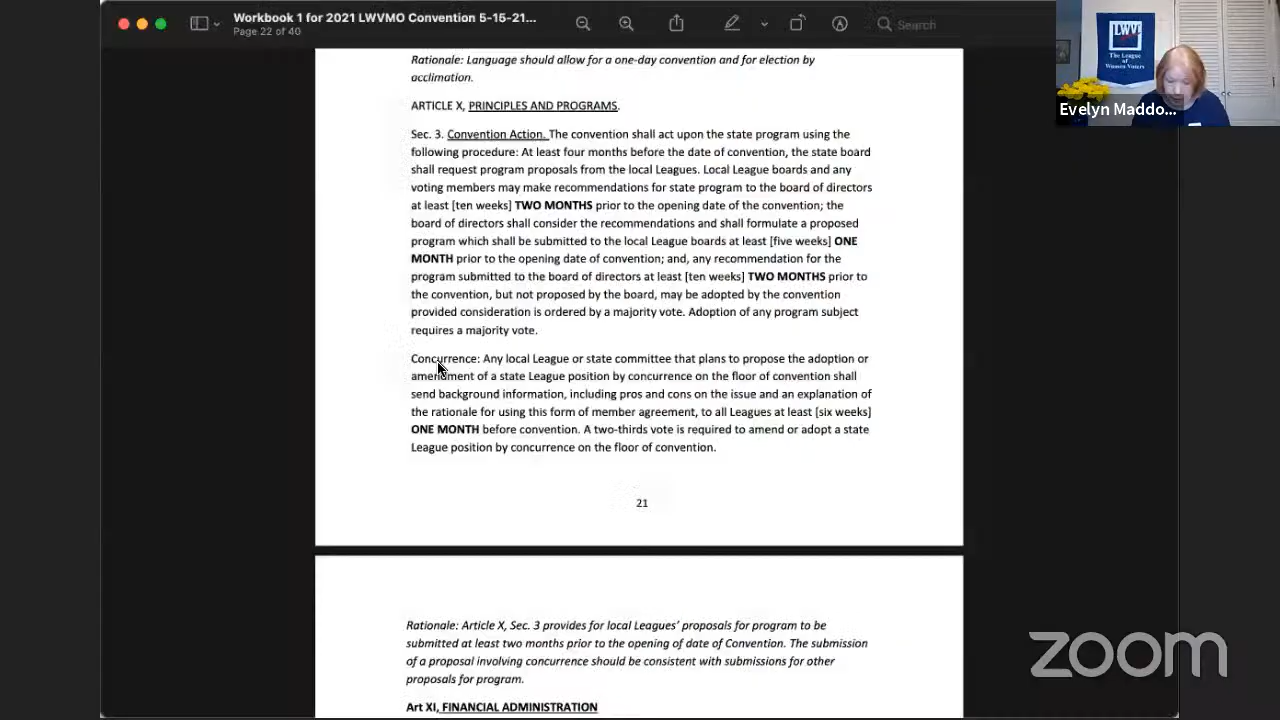 Workbook 1 for 2021 LWVMO Convention 5-15-21...
Page 22 of 40
Search
LWV
The League
of
Women Voters
Evelyn Maddo...
Rationale: Language should allow for a one-day convention and for election by
acclimation.
ARTICLE X, PRINCIPLES AND PROGRAMS.
Sec. 3. Convention Action. The convention shall act upon the state program using the
following procedure: At least four months before the date of convention, the state board
shall request program proposals from the local Leagues. Local League boards and any
voting members may make recommendations for state program to the board of directors
at least [ten weeks] TWO MONTHS prior to the opening date of the convention; the
board of directors shall consider the recommendations and shall formulate a proposed
program which shall be submitted to the local League boards at least [five weeks] ONE
MONTH prior to the opening date of convention; and, any recommendation for the
program submitted to the board of directors at least [ten weeks] TWO MONTHS prior to
the convention, but not proposed by the board, may be adopted by the convention
provided consideration is ordered by a majority vote. Adoption of any program subject
requires a majority vote.
Concurrence: Any local League or state committee that plans to propose the adoption or
amendment of a state League position by concurrence on the floor of convention shall
send background information, including pros and cons on the issue and an explanation of
the rationale for using this form of member agreement, to all Leagues at least [six weeks]
ONE MONTH before convention. A two-thirds vote is required to amend or adopt a state
League position by concurrence on the floor of convention.
21
Rationale: Article X, Sec. 3 provides for local Leagues’ proposals for program to be
submitted at least two months prior to the opening of date of Convention. The submission
of a proposal involving concurrence should be consistent with submissions for other
proposals for program.
Art XI, FINANCIAL ADMINISTRATION
zoom